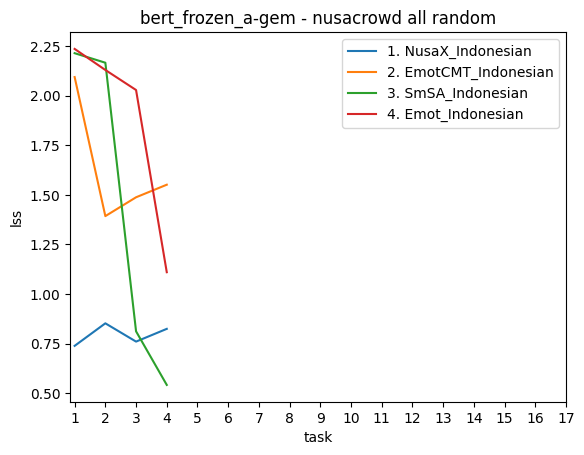 bert_frozen_a-gem - nusacrowd all random
2.25
2.00
1.75
1.50
1.25
1.00
0.75
0.50
lss
1. NusaX_Indonesian
2. EmotCMT_Indonesian
3. SmSA_Indonesian
4. Emot_Indonesian
1 2 3 4 5 6 7 8 9 10 11 12 13 14 15 16 17
task